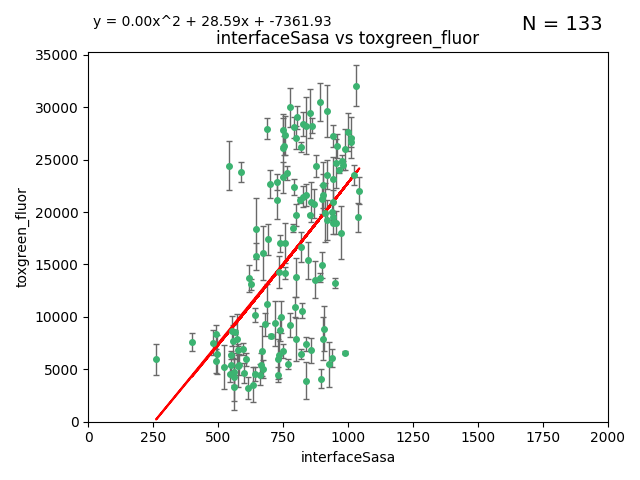 y = 0.00x^2 + 28.59x + -7361.93
N = 133
interfaceSasa vs toxgreen_fluor
35000
30000
25000
20000
15000
10000
5000
0
toxgreen_fluor
0 250 500 750 1000 1250 1500 1750 2000
interfaceSasa